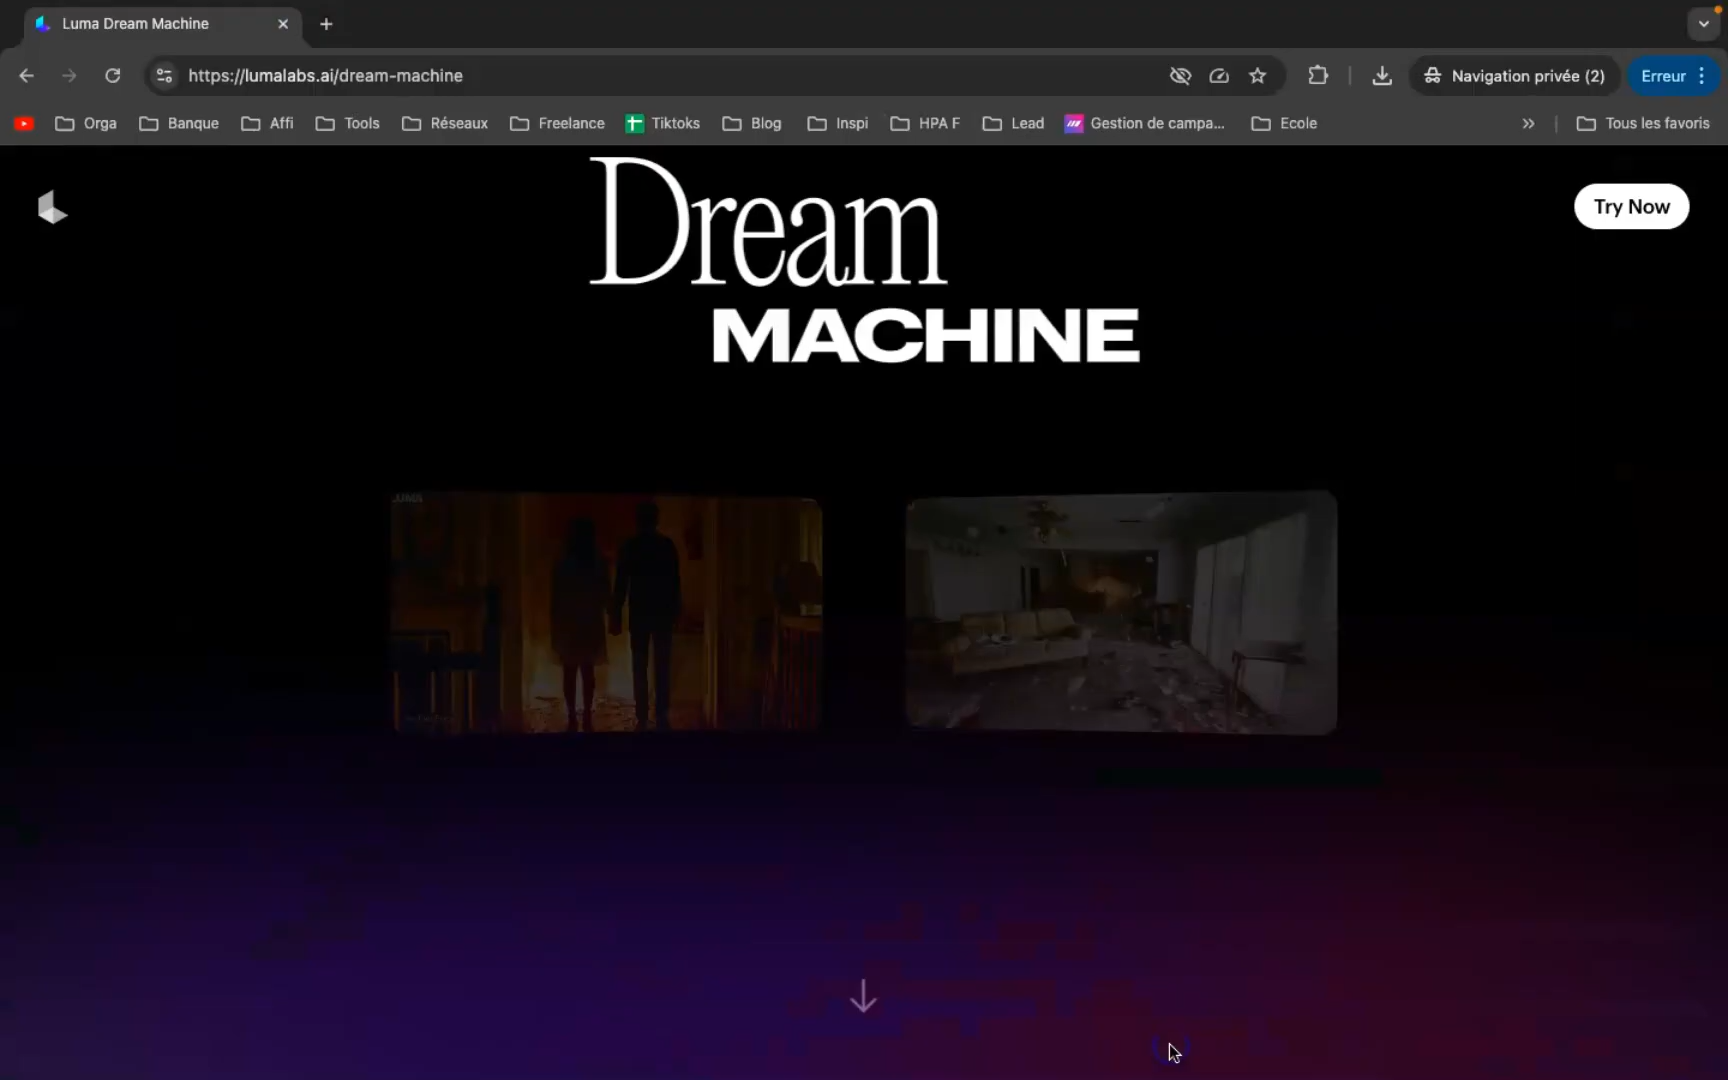 Luma Dream Machine
https://lumalabs.ai/dream-machine
Navigation privée (2)
Erreur
Orga
Banque
Affi
Tools
Réseaux
Freelance
Tiktoks
Blog
Inspi
HPA F
Lead
Gestion de campa...
Ecole
Tous les favoris
Dream
MACHINE
Try Now
LUMA